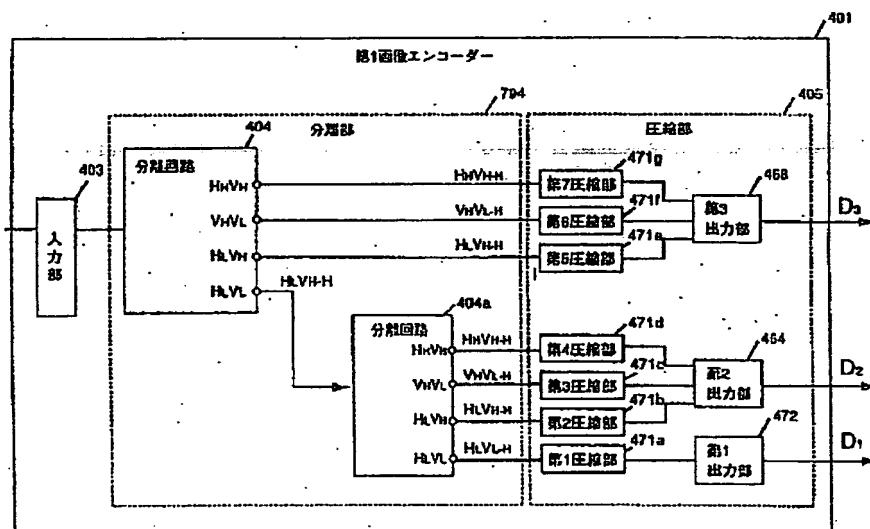 401
第1画像エンコーダー
794
405
分離部
圧縮部
404
403
分離回路
入力部
HHVH
VHVL
HLVH
HLVL
HHVH-H
VHVL-H
HLVH-H
HLVH-H
471g
第7圧縮部
471f
第6圧縮部
471e
第5圧縮部
468
第3出力部
D3
404a
分離回路
HHVH
VHVL
HLVH
HLVL
HHVH-H
VHVL-H
HLVH-H
HLVL-H
471d
第4圧縮部
471c
第3圧縮部
471b
第2圧縮部
471a
第1圧縮部
464
第2出力部
D2
472
第1出力部
D1